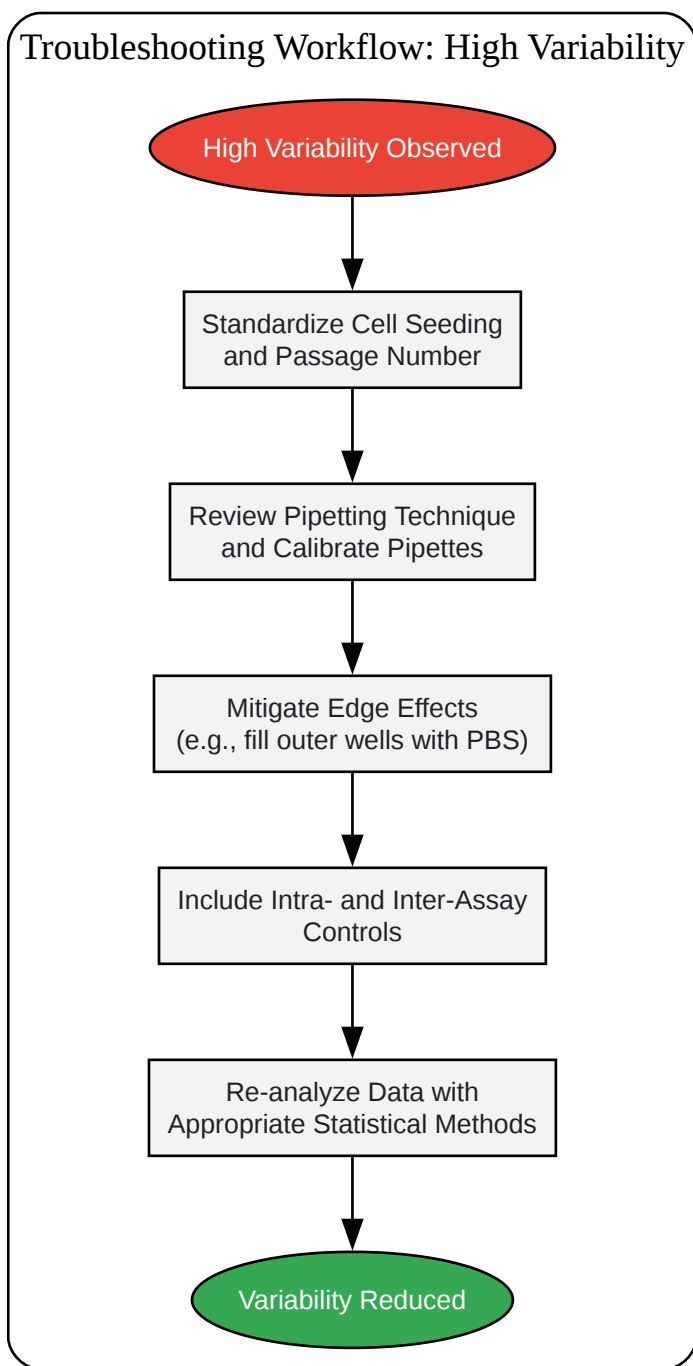 Troubleshooting Workflow: High Variability
High Variability Observed
Standardize Cell Seeding
and Passage Number
Review Pipetting Technique
and Calibrate Pipettes
Mitigate Edge Effects
(e.g., fill outer wells with PBS)
Include Intra- and Inter-Assay
Controls
Re-analyze Data with
Appropriate Statistical Methods
Variability Reduced